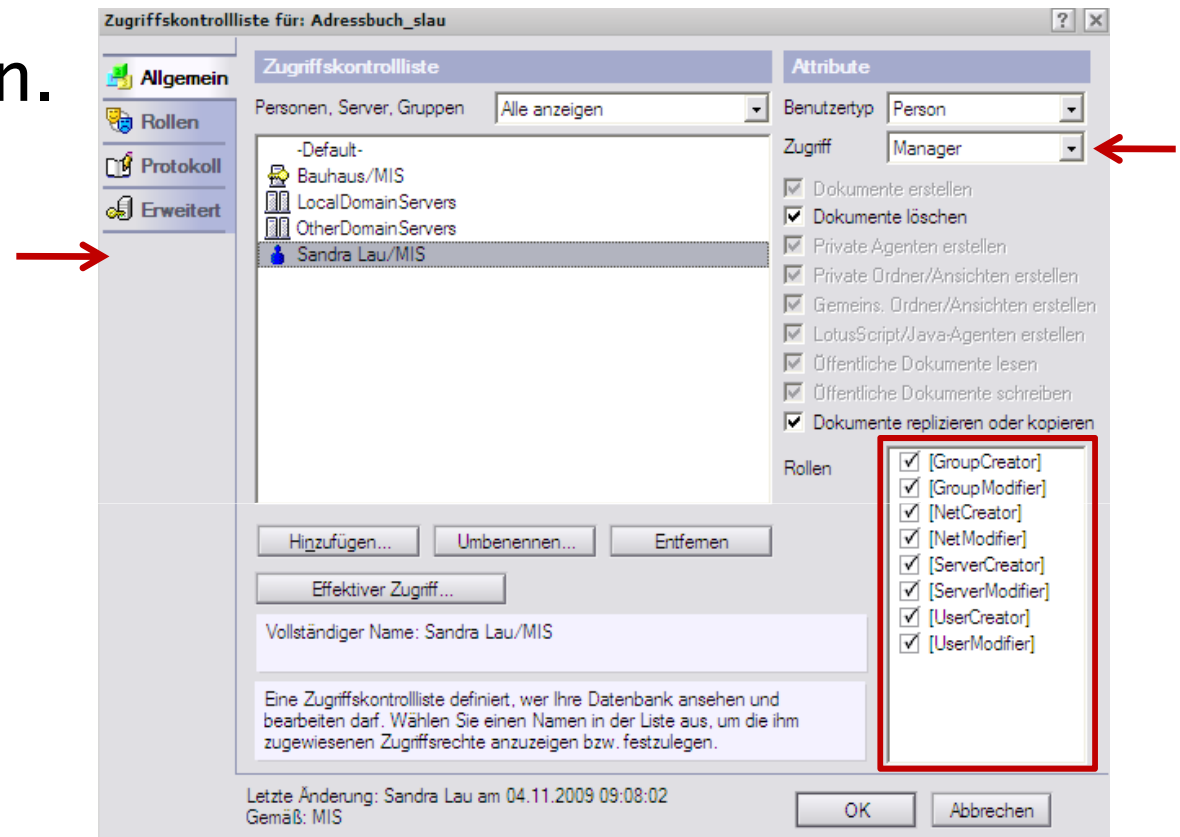 n.
Zugriffskontrollliste für: Adressbuch_slau
Allgemein
Rollen
Protokoll
Erweitert
Zugriffskontrollliste
Personen, Server, Gruppen
Alle anzeigen
-Default-
Bauhaus/MIS
LocalDomainServers
OtherDomainServers
Sandra Lau/MIS
Hinzufügen...
Umbenennen...
Entfernen
Effektiver Zugriff...
Vollständiger Name: Sandra Lau/MIS
Eine Zugriffskontrollliste definiert, wer Ihre Datenbank ansehen und
bearbeiten darf. Wählen Sie einen Namen in der Liste aus, um die ihm
zugewiesenen Zugriffsrechte anzuzeigen bzw. festzulegen.
Attribute
Benutzertyp
Person
Zugriff
Manager
Dokumente erstellen
Dokumente löschen
Private Agenten erstellen
Private Ordner/Ansichten erstellen
Gemeins. Ordner/Ansichten erstellen
LotusScript/Java-Agenten erstellen
Öffentliche Dokumente lesen
Öffentliche Dokumente schreiben
Dokumente replizieren oder kopieren
Rollen
[GroupCreator]
[GroupModifier]
[NetCreator]
[NetModifier]
[ServerCreator]
[ServerModifier]
[UserCreator]
[UserModifier]
Letzte Änderung: Sandra Lau am 04.11.2009 09:08:02
Gemäß: MIS
OK
Abbrechen